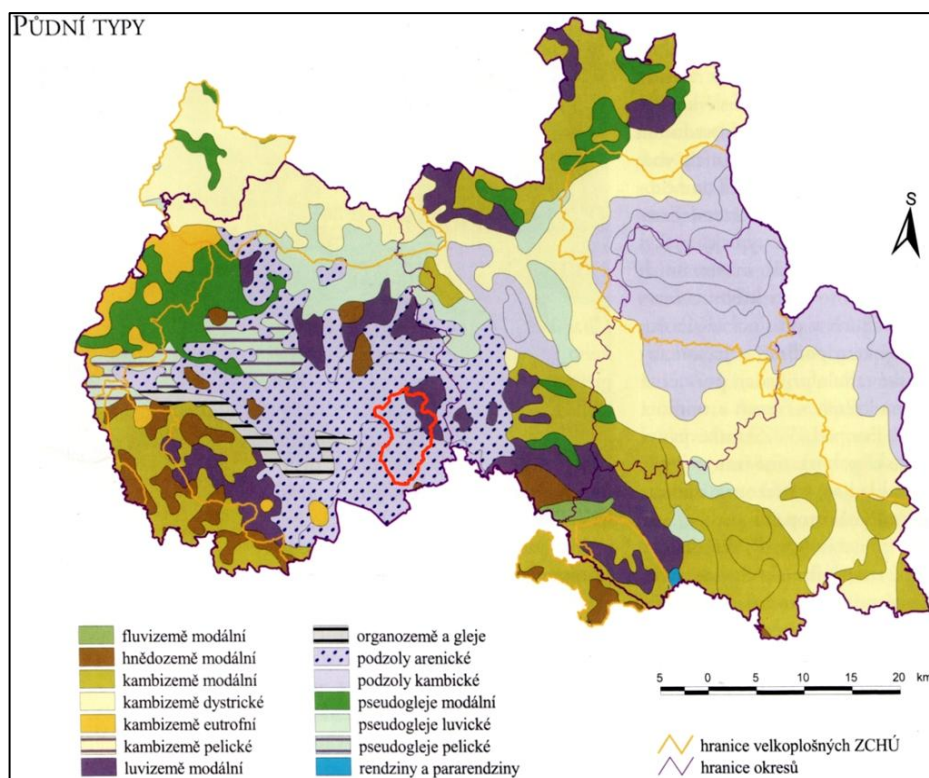 PŮDNÍ TYPY
S
fluvizemě modální
hnědozemě modální
kambizemě modální
kambizemě dystrické
kambizemě eutrofní
kambizemě pelické
luvizemě modální
organozemě a gleje
podzoly arenické
podzoly kambické
pseudogleje modální
pseudogleje luvické
pseudogleje pelické
rendziny a pararendziny
5 0 5 10 15 20 km
hranice velkoplošných ZCHÚ
hranice okresů